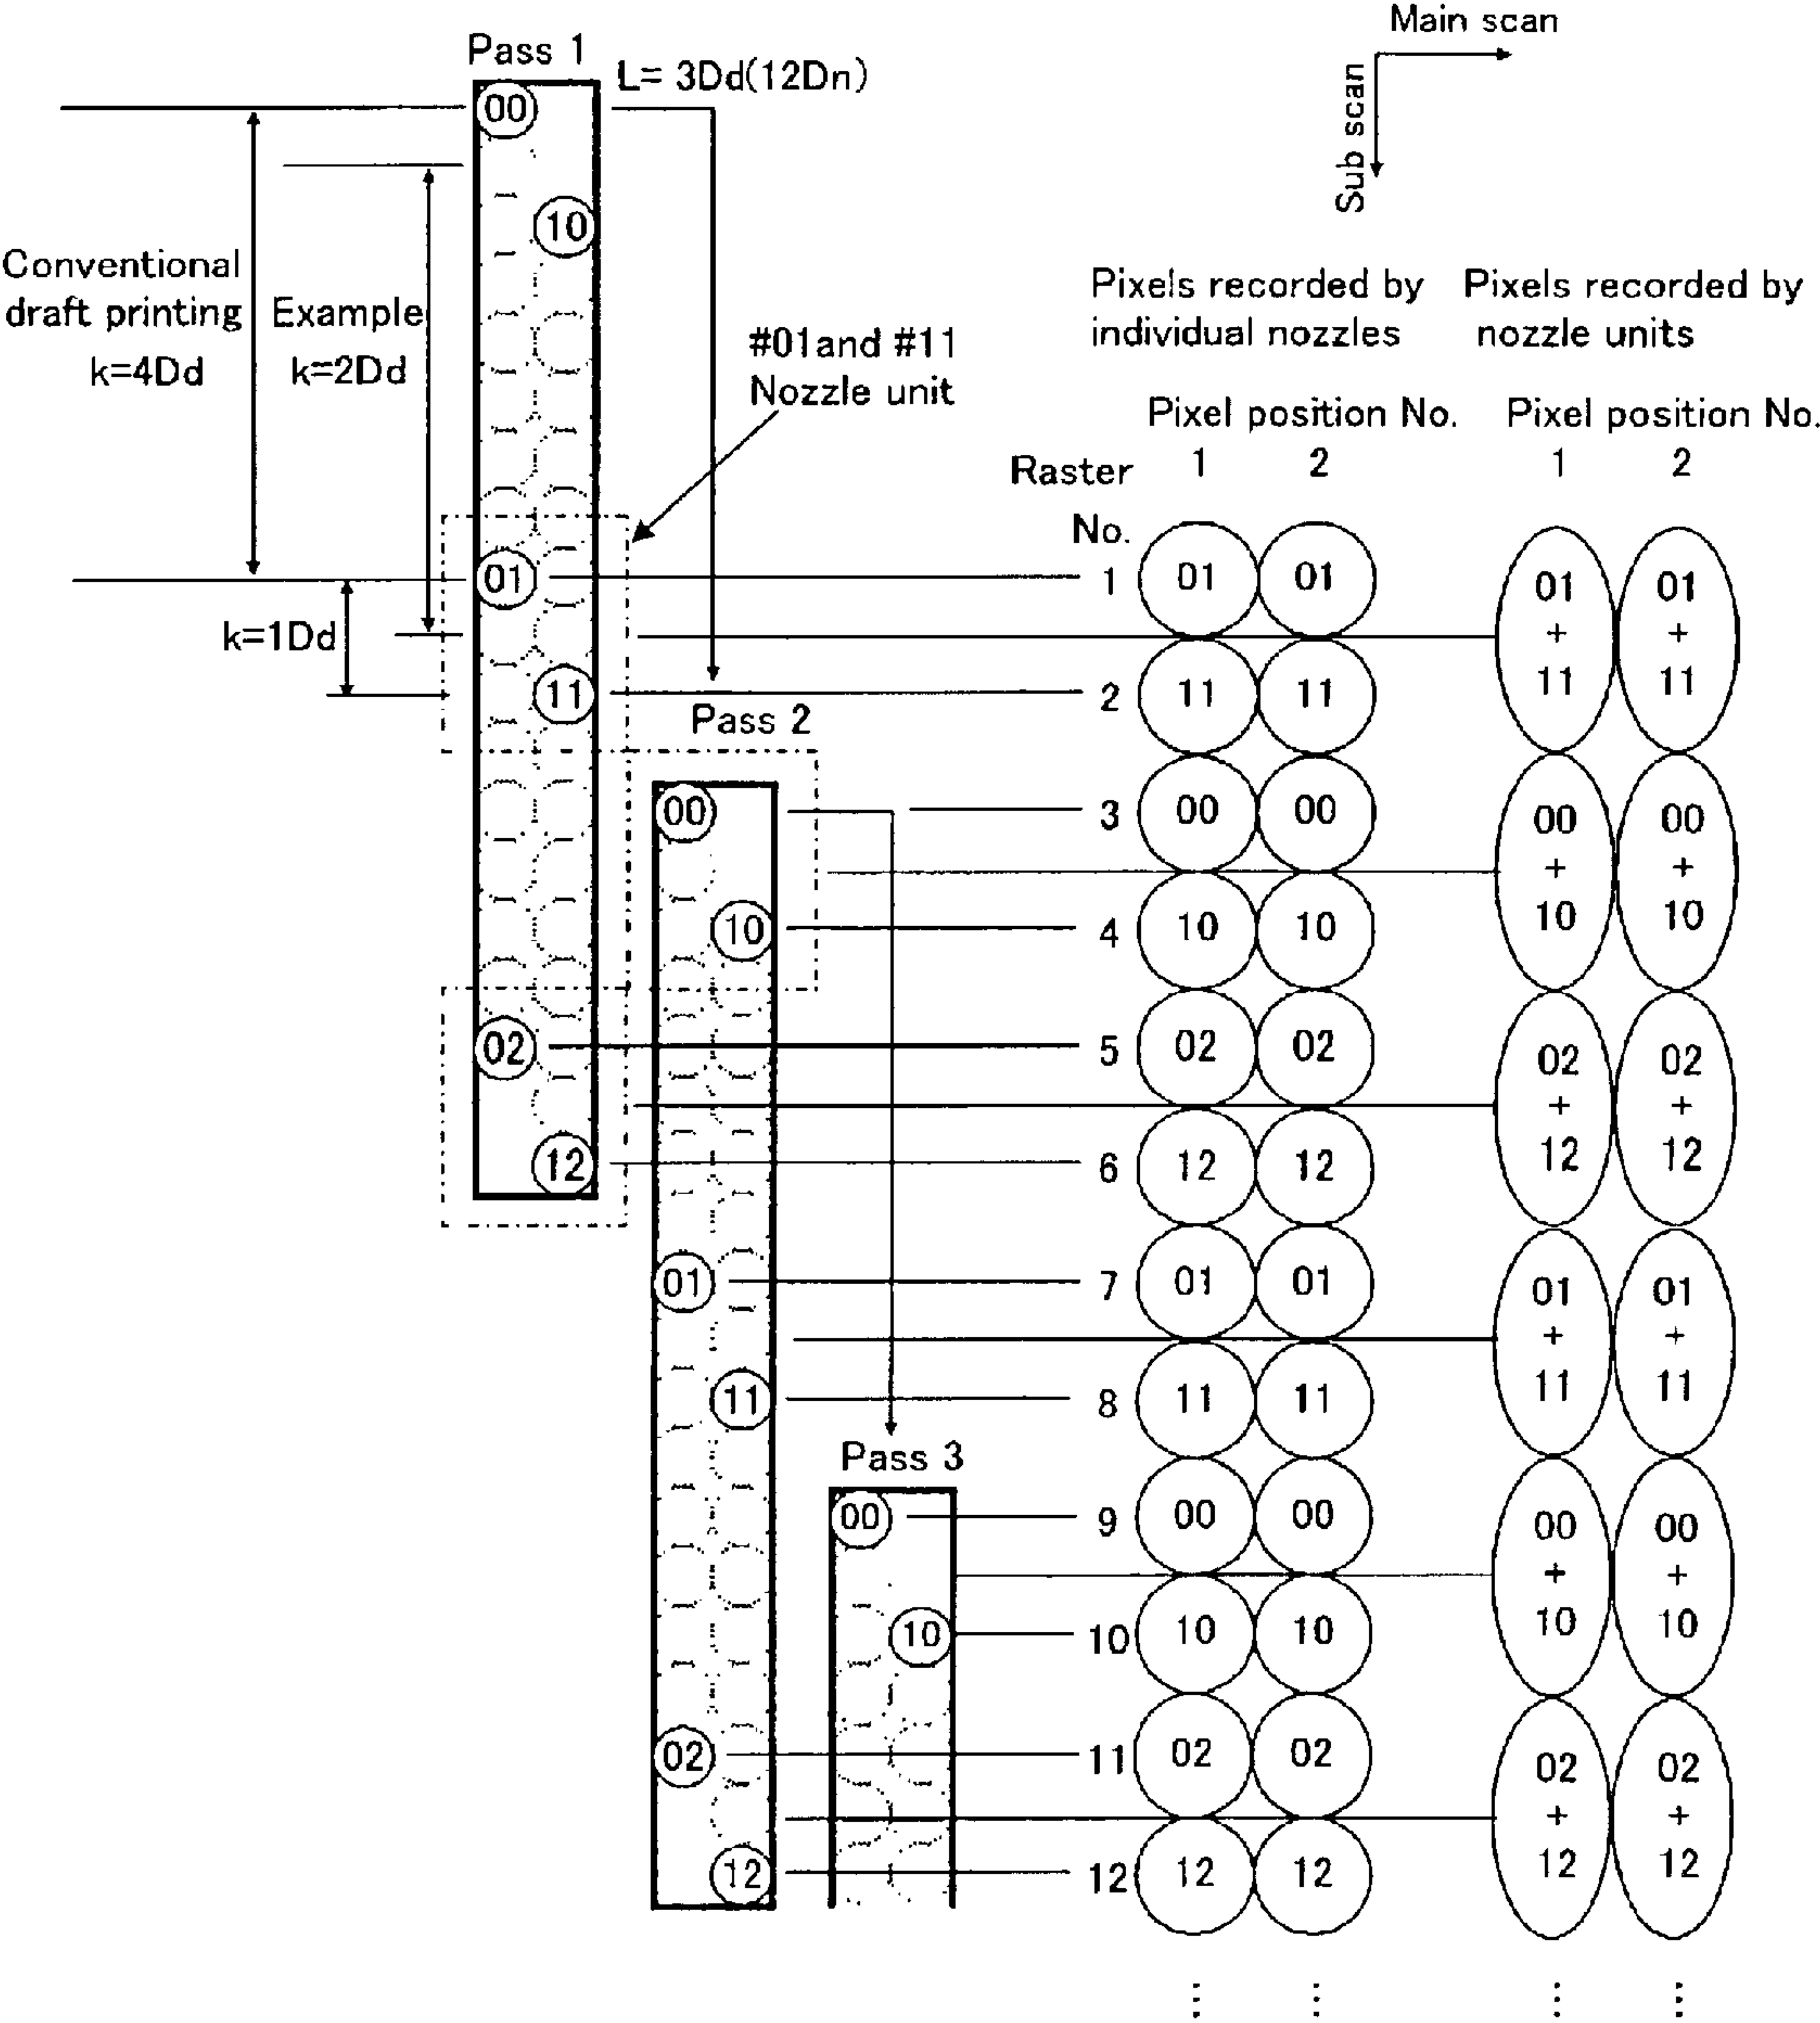 Main scan
Sub scan
Pass 1
L= 3Dd(12Dn)
00
10
Conventional
draft printing
k=4Dd
Example
k=2Dd
#01and #11
Nozzle unit
Pixels recorded by
individual nozzles
Pixels recorded by
nozzle units
Pixel position No.
1 2
Pixel position No.
1 2
Raster
No.
01
k=1Dd
11
Pass 2
00
10
02
12
01
11
02
12
Pass 3
00
10
1 01 01
2 11 11
3 00 00
4 10 10
5 02 02
6 12 12
7 01 01
8 11 11
9 00 00
10 10 10
11 02 02
12 12 12
⋮ ⋮
01 01
+ +
11 11
00 00
+ +
10 10
02 02
+ +
12 12
01 01
+ +
11 11
00 00
+ +
10 10
02 02
+ +
12 12
⋮ ⋮